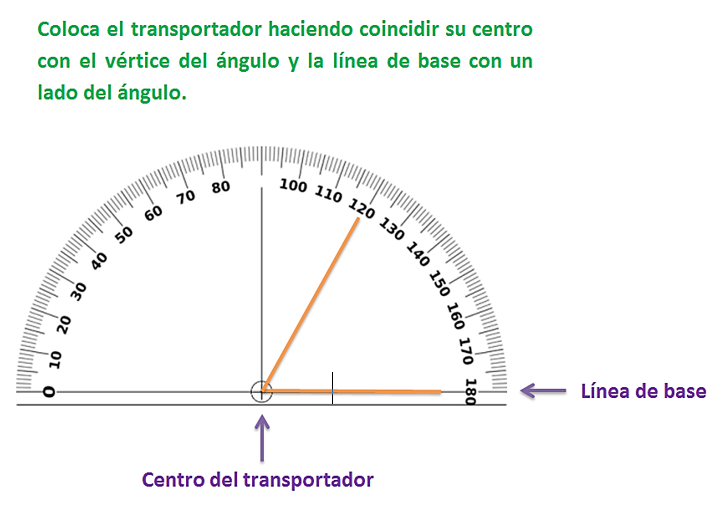 Coloca el transportador haciendo coincidir su centro
con el vértice del ángulo y la línea de base con un
lado del ángulo.
0 10 20 30 40 50 60 70 80 100 110 120 130 140 150 160 170 180
Línea de base
Centro del transportador